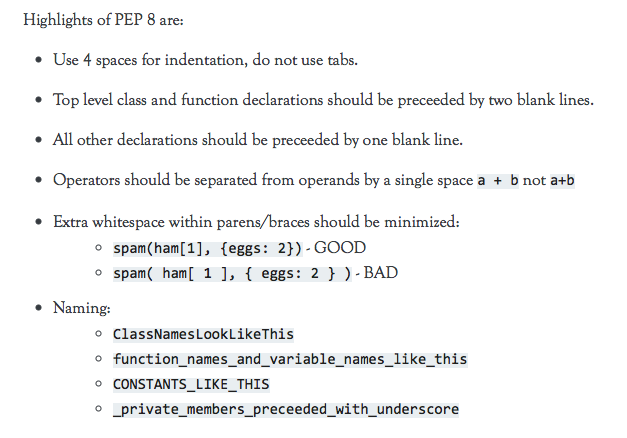 Highlights of PEP 8 are:
• Use 4 spaces for indentation, do not use tabs.
• Top level class and function declarations should be preceeded by two blank lines.
• All other declarations should be preceeded by one blank line.
• Operators should be separated from operands by a single space a + b not a+b
• Extra whitespace within parens/braces should be minimized:
◦ spam(ham[1], {eggs: 2}) - GOOD
◦ spam( ham[ 1 ], { eggs: 2 } ) - BAD
• Naming:
◦ ClassNamesLookLikeThis
◦ function_names_and_variable_names_like_this
◦ CONSTANTS_LIKE_THIS
◦ _private_members_preceeded_with_underscore